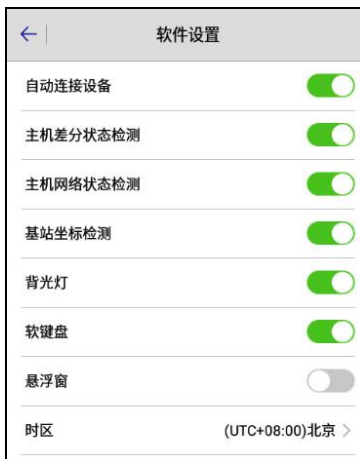 软件设置
自动连接设备
主机差分状态检测
主机网络状态检测
基站坐标检测
背光灯
软键盘
悬浮窗
时区 (UTC+08:00)北京